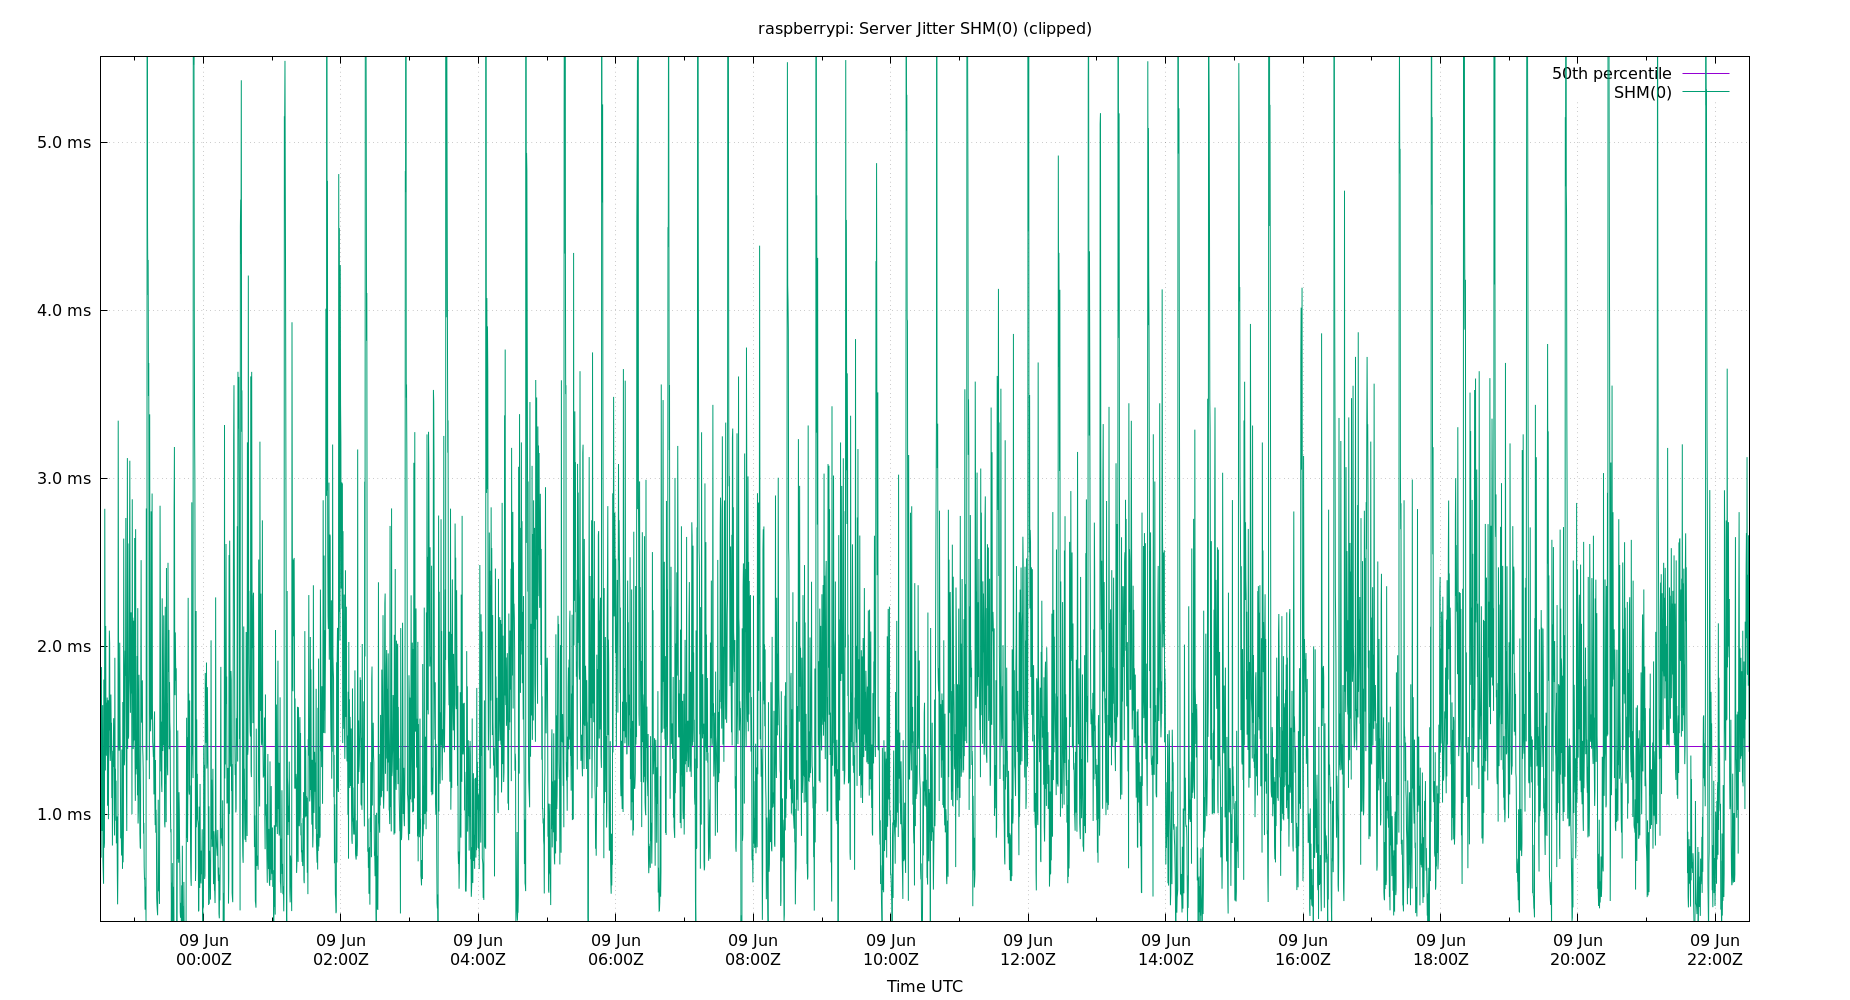 raspberrypi: Server Jitter SHM(0) (clipped)
50th percentile
SHM(0)
5.0 ms
4.0 ms
3.0 ms
2.0 ms
1.0 ms
09 Jun 09 Jun 09 Jun 09 Jun 09 Jun 09 Jun 09 Jun 09 Jun 09 Jun 09 Jun 09 Jun 09 Jun
00:00Z 02:00Z 04:00Z 06:00Z 08:00Z 10:00Z 12:00Z 14:00Z 16:00Z 18:00Z 20:00Z 22:00Z
Time UTC